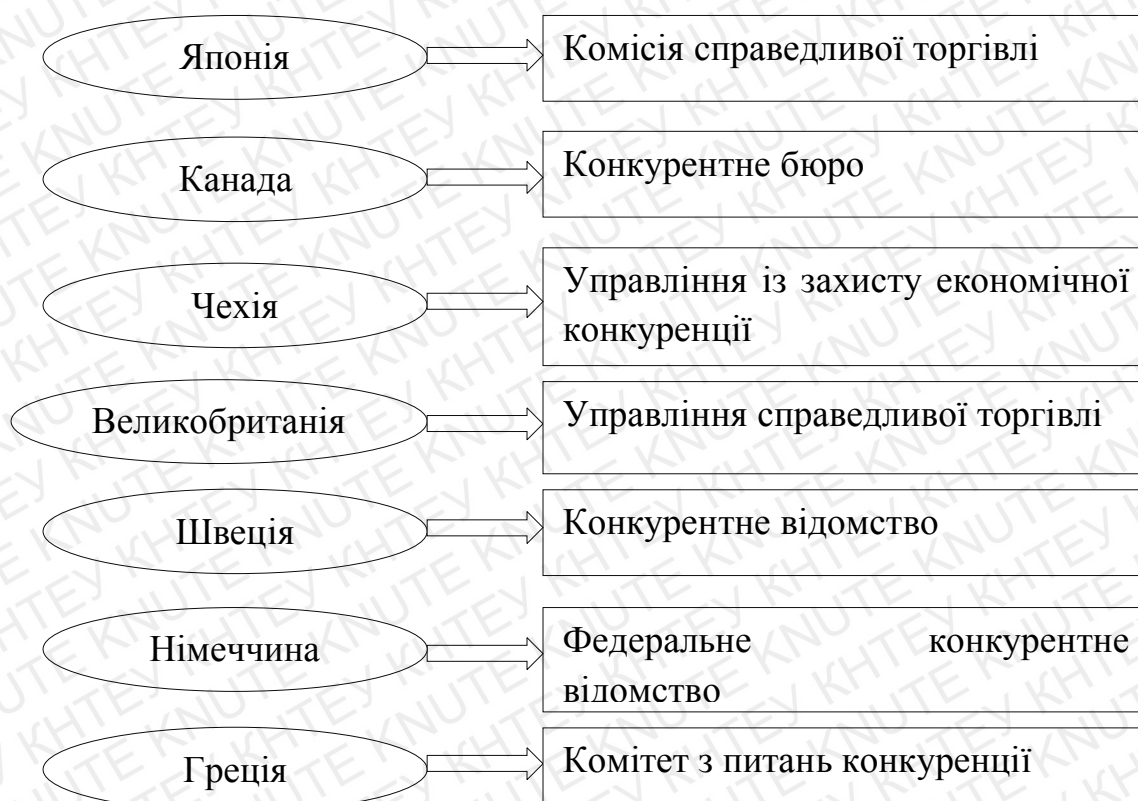 Японія
Комісія справедливої торгівлі
Канада
Конкурентне бюро
Чехія
Управління із захисту економічної
конкуренції
Великобританія
Управління справедливої торгівлі
Швеція
Конкурентне відомство
Німеччина
Федеральне конкурентне
відомство
Греція
Комітет з питань конкуренції